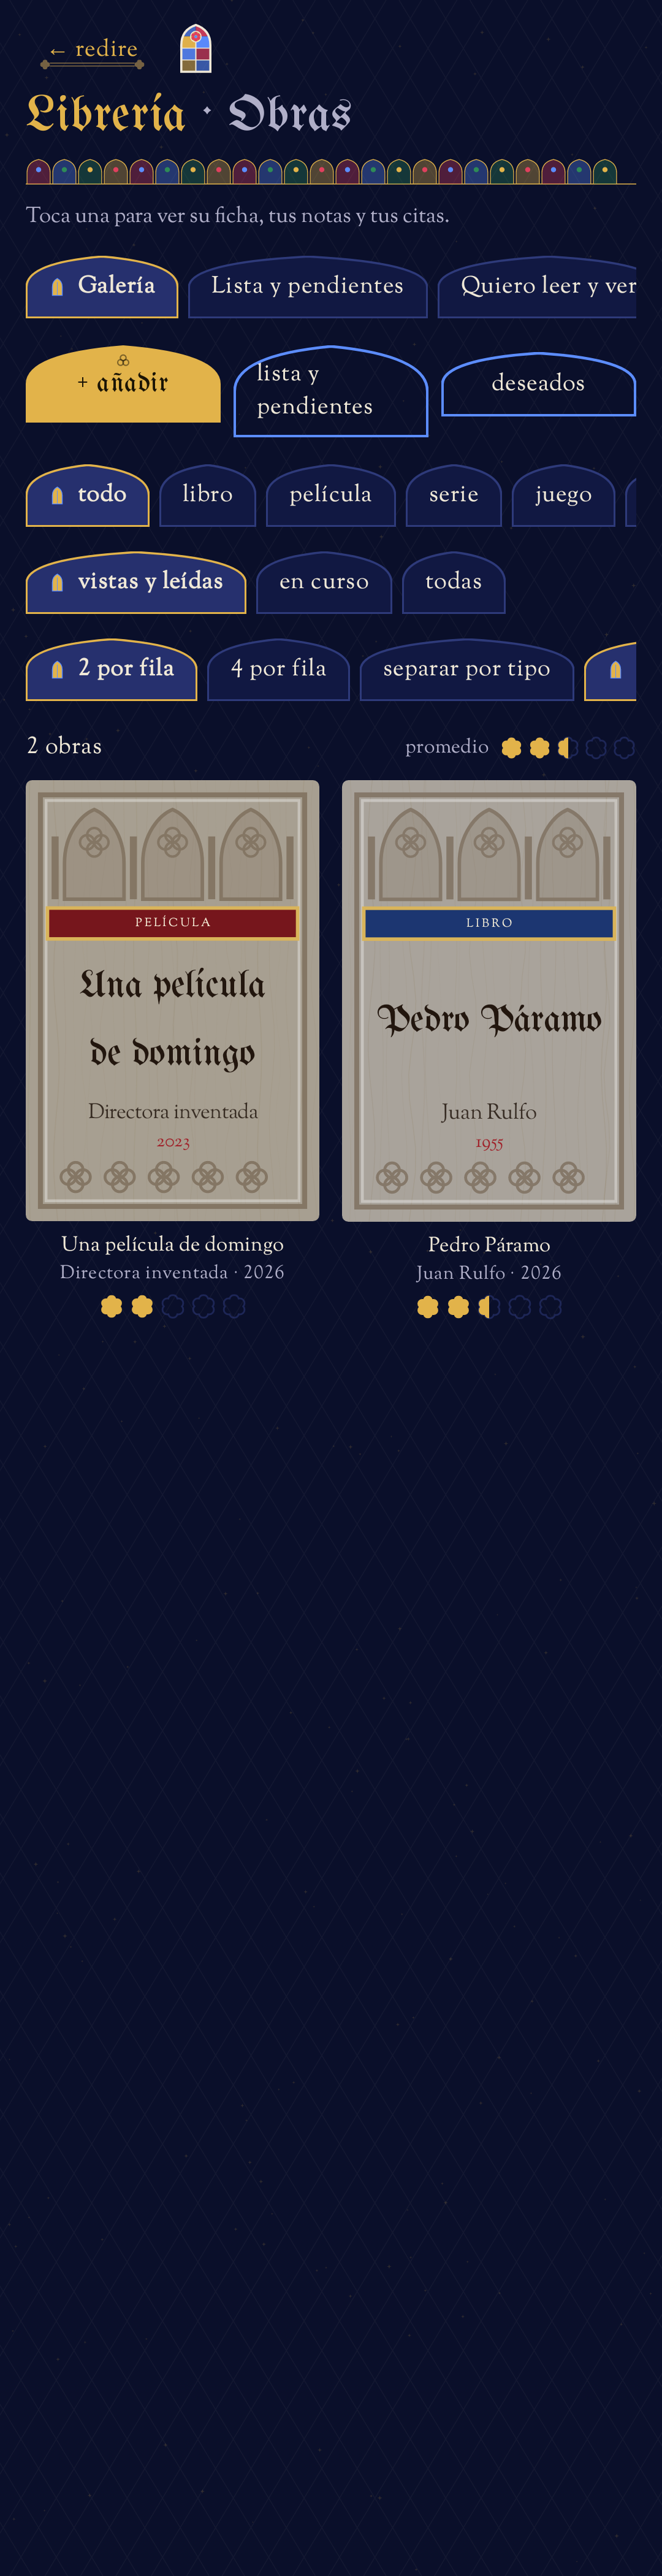 ← redire
Librería · Obras
Toca una para ver su ficha, tus notas y tus citas.
Galería Lista y pendientes Quiero leer y ver
+ añadir lista y pendientes deseados
todo libro película serie juego
vistas y leídas en curso todas
2 por fila 4 por fila separar por tipo
2 obras promedio
PELÍCULA
Una película
de domingo
Directora inventada
2023
LIBRO
Pedro Páramo
Juan Rulfo
1955
Una película de domingo
Directora inventada · 2026
Pedro Páramo
Juan Rulfo · 2026